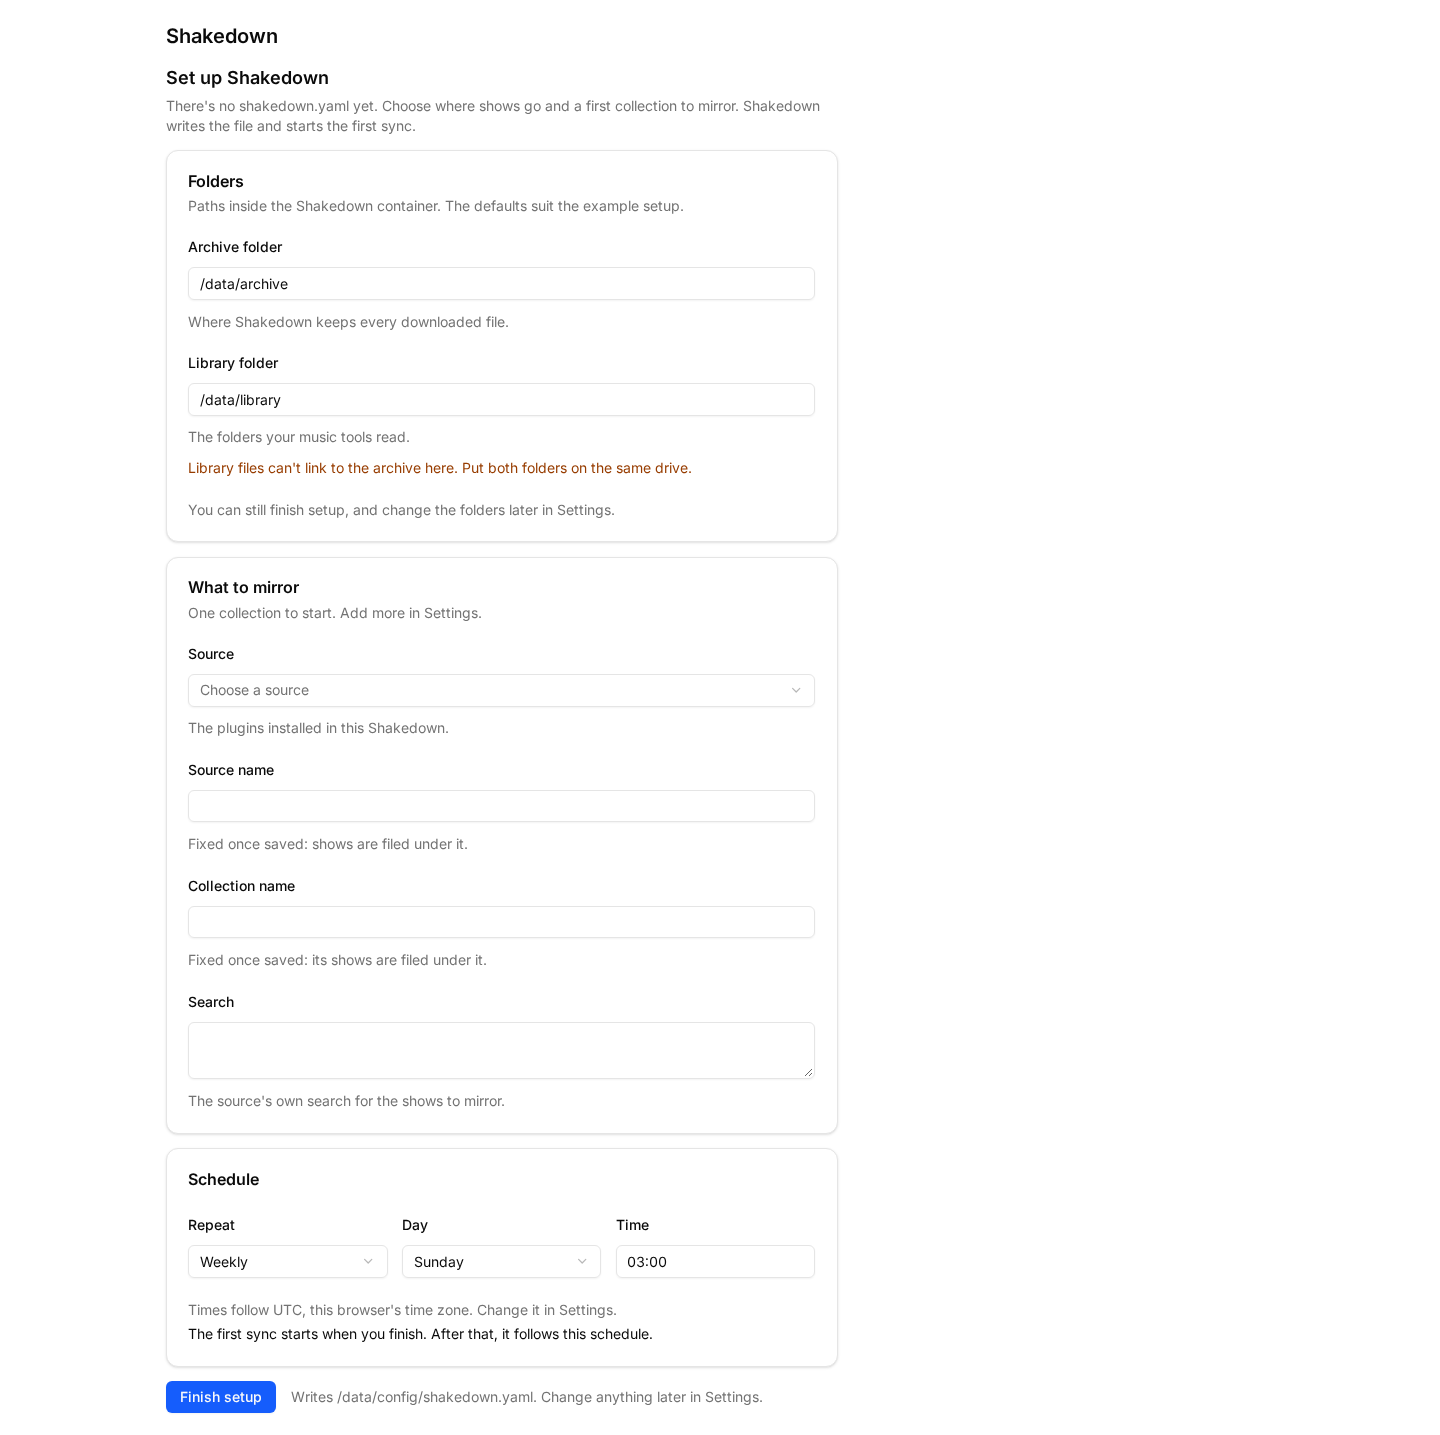 Shakedown
Set up Shakedown
There's no shakedown.yaml yet. Choose where shows go and a first collection to mirror. Shakedown
writes the file and starts the first sync.
Folders
Paths inside the Shakedown container. The defaults suit the example setup.
Archive folder
/data/archive
Where Shakedown keeps every downloaded file.
Library folder
/data/library
The folders your music tools read.
Library files can't link to the archive here. Put both folders on the same drive.
You can still finish setup, and change the folders later in Settings.
What to mirror
One collection to start. Add more in Settings.
Source
Choose a source
The plugins installed in this Shakedown.
Source name
Fixed once saved: shows are filed under it.
Collection name
Fixed once saved: its shows are filed under it.
Search
The source's own search for the shows to mirror.
Schedule
Repeat Day Time
Weekly Sunday 03:00
Times follow UTC, this browser's time zone. Change it in Settings.
The first sync starts when you finish. After that, it follows this schedule.
Finish setup Writes /data/config/shakedown.yaml. Change anything later in Settings.